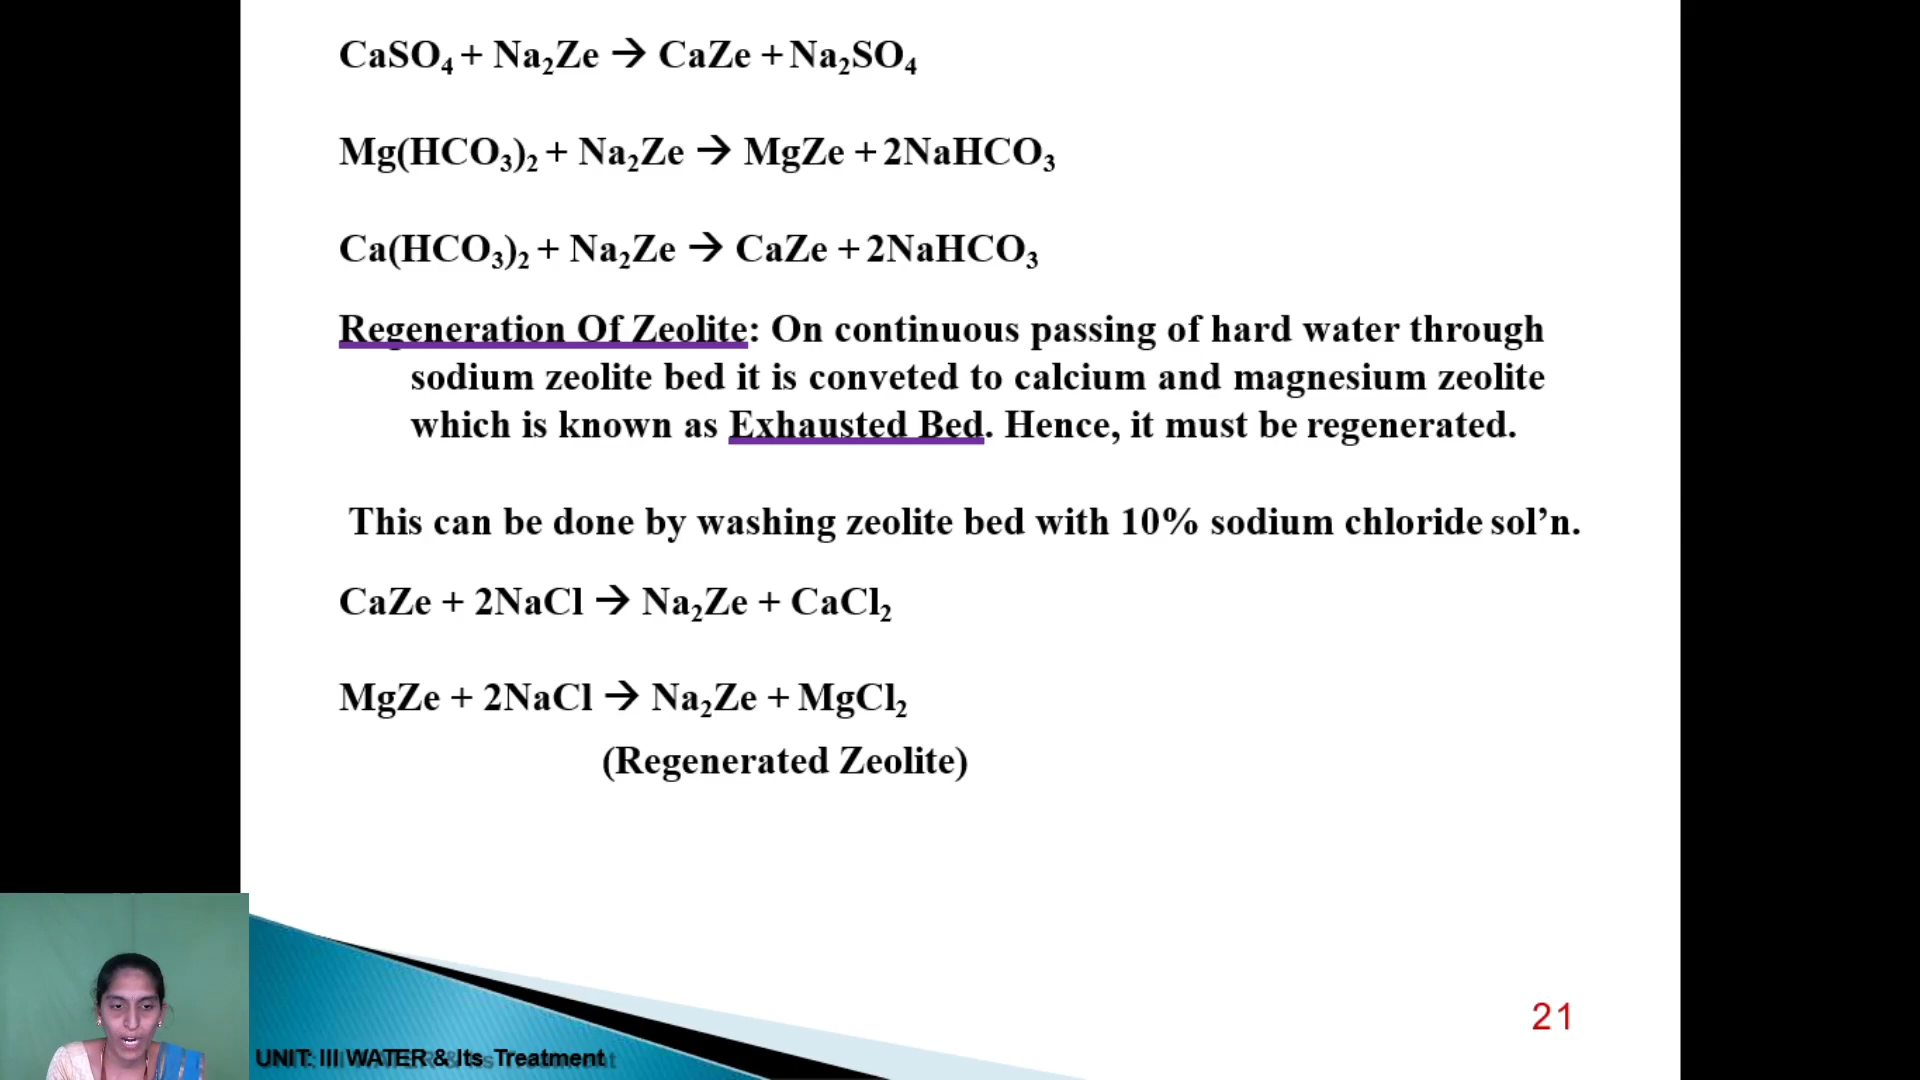 CaSO₄ + Na₂Ze → CaZe + Na₂SO₄
Mg(HCO₃)₂ + Na₂Ze → MgZe + 2NaHCO₃
Ca(HCO₃)₂ + Na₂Ze → CaZe + 2NaHCO₃
Regeneration Of Zeolite: On continuous passing of hard water through
sodium zeolite bed it is conveted to calcium and magnesium zeolite
which is known as Exhausted Bed. Hence, it must be regenerated.
This can be done by washing zeolite bed with 10% sodium chloride sol’n.
CaZe + 2NaCl → Na₂Ze + CaCl₂
MgZe + 2NaCl → Na₂Ze + MgCl₂
(Regenerated Zeolite)
21
UNIT: III WATER & Its Treatment